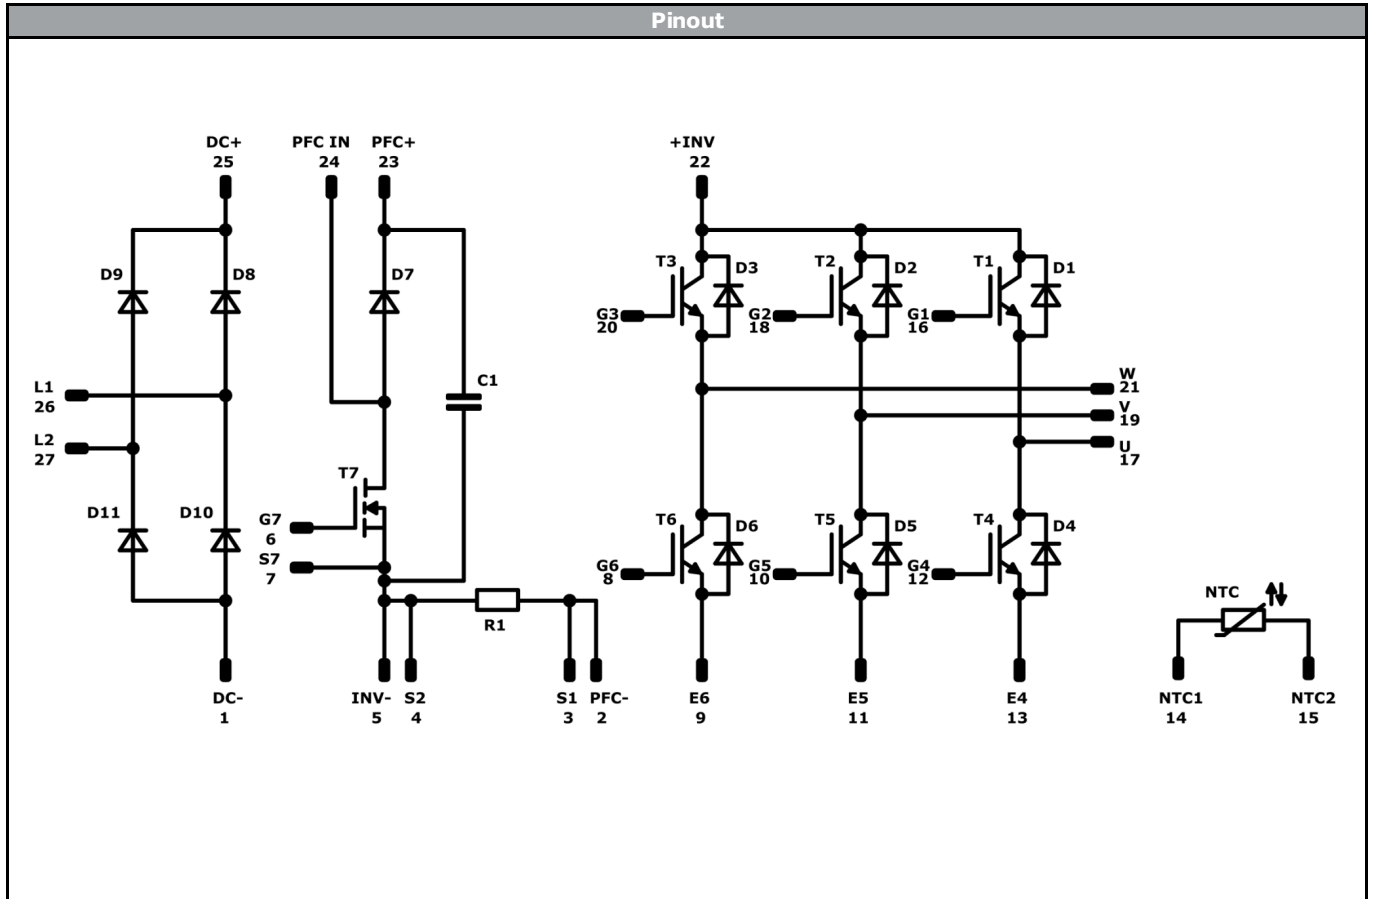 Pinout
DC+
25
PFC IN
24
PFC+
23
+INV
22
D9
D8
D7
T3
D3
T2
D2
T1
D1
G3
20
G2
18
G1
16
L1
26
C1
W
21
V
19
L2
27
U
17
T7
D11
D10
G7
6
T6
D6
T5
D5
T4
D4
S7
7
G6
8
G5
10
G4
12
NTC
R1
DC-
1
INV-
5
S2
4
S1
3
PFC-
2
E6
9
E5
11
E4
13
NTC1
14
NTC2
15